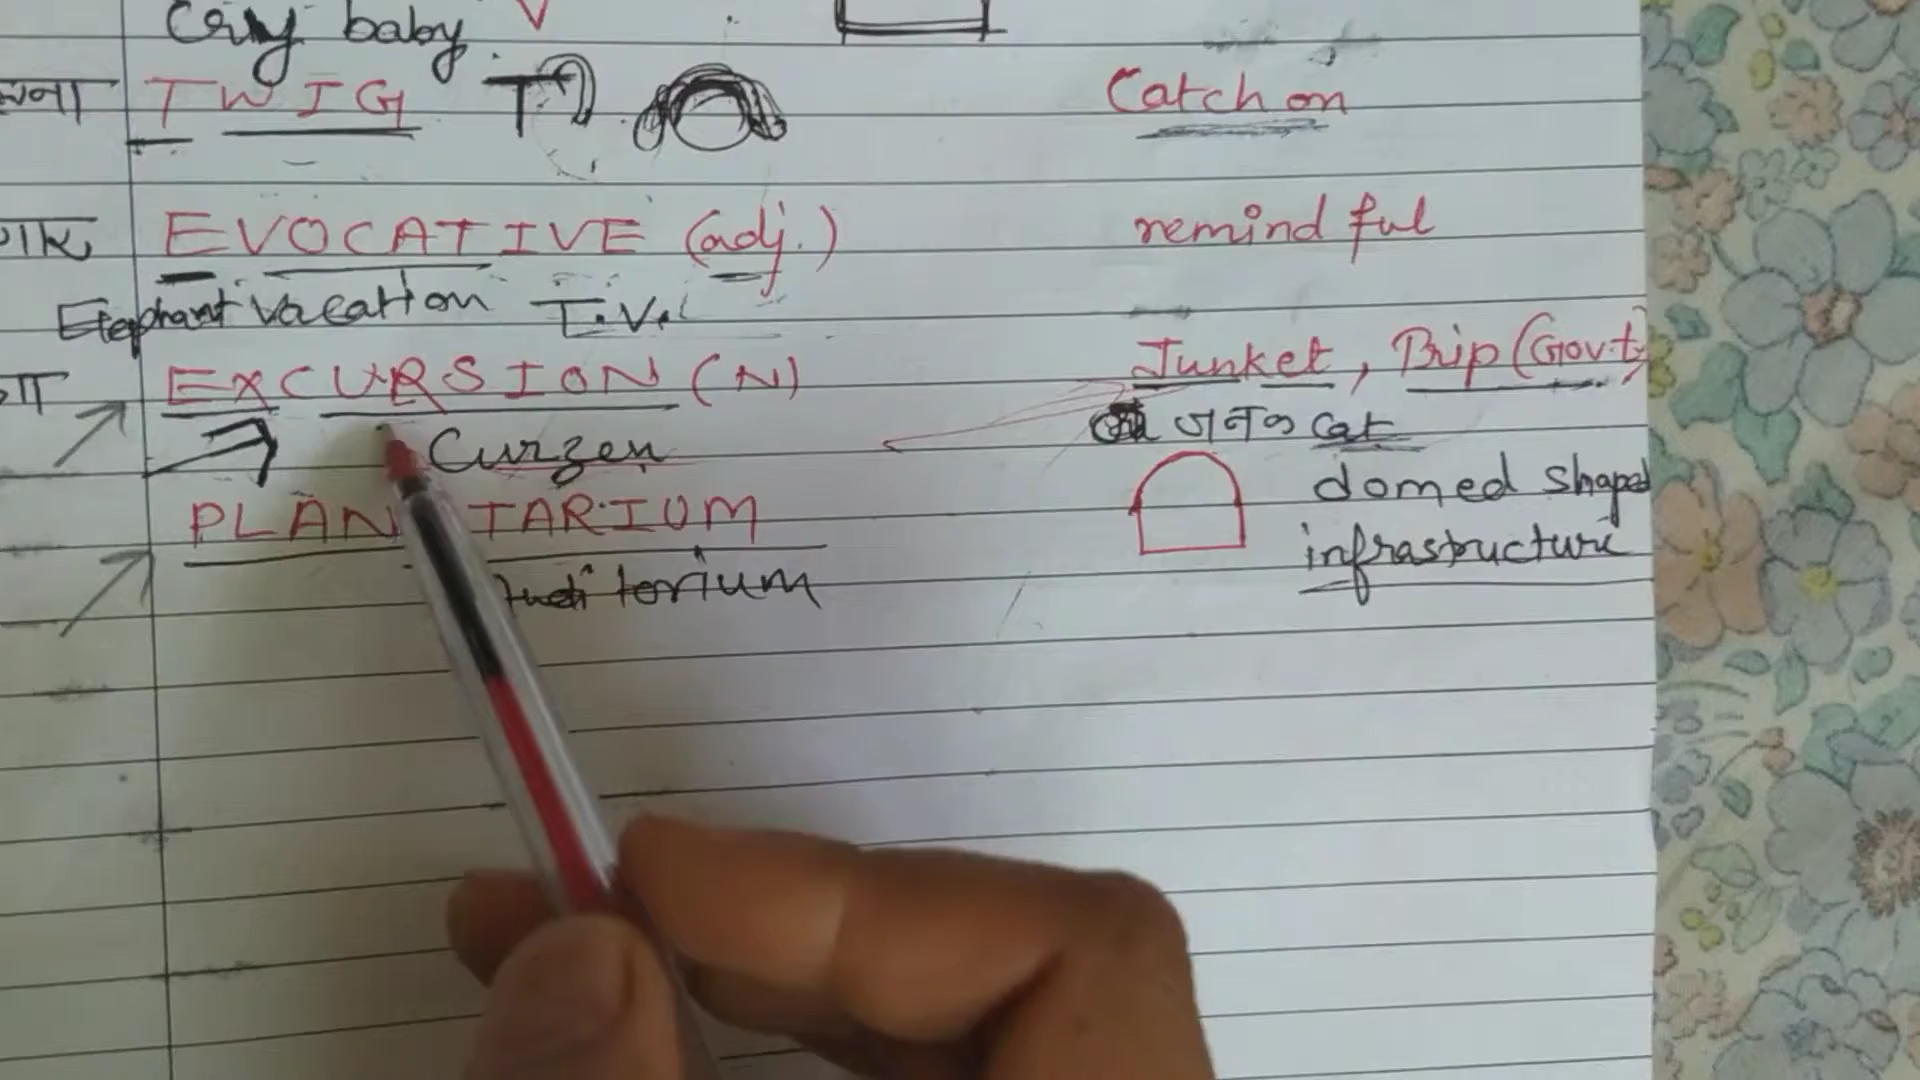 Cry baby
TWIG T Catch on
EVOCATIVE (adj.) remind ful
Elephant vacation T.V.
EXCURSION (N) Junket, Trip (Govt)
Curzen जनक cat
PLAN TARIUM domed shaped
infrastructure
torium